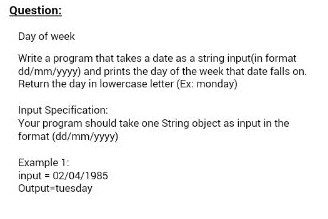 Question:
Day of week
Write a program that takes a date as a string input(in format
dd/mm/yyyy) and prints the day of the week that date falls on.
Return the day in lowercase letter (Ex: monday)
Input Specification:
Your program should take one String object as input in the
format (dd/mm/yyyy)
Example 1:
input = 02/04/1985
Output=tuesday